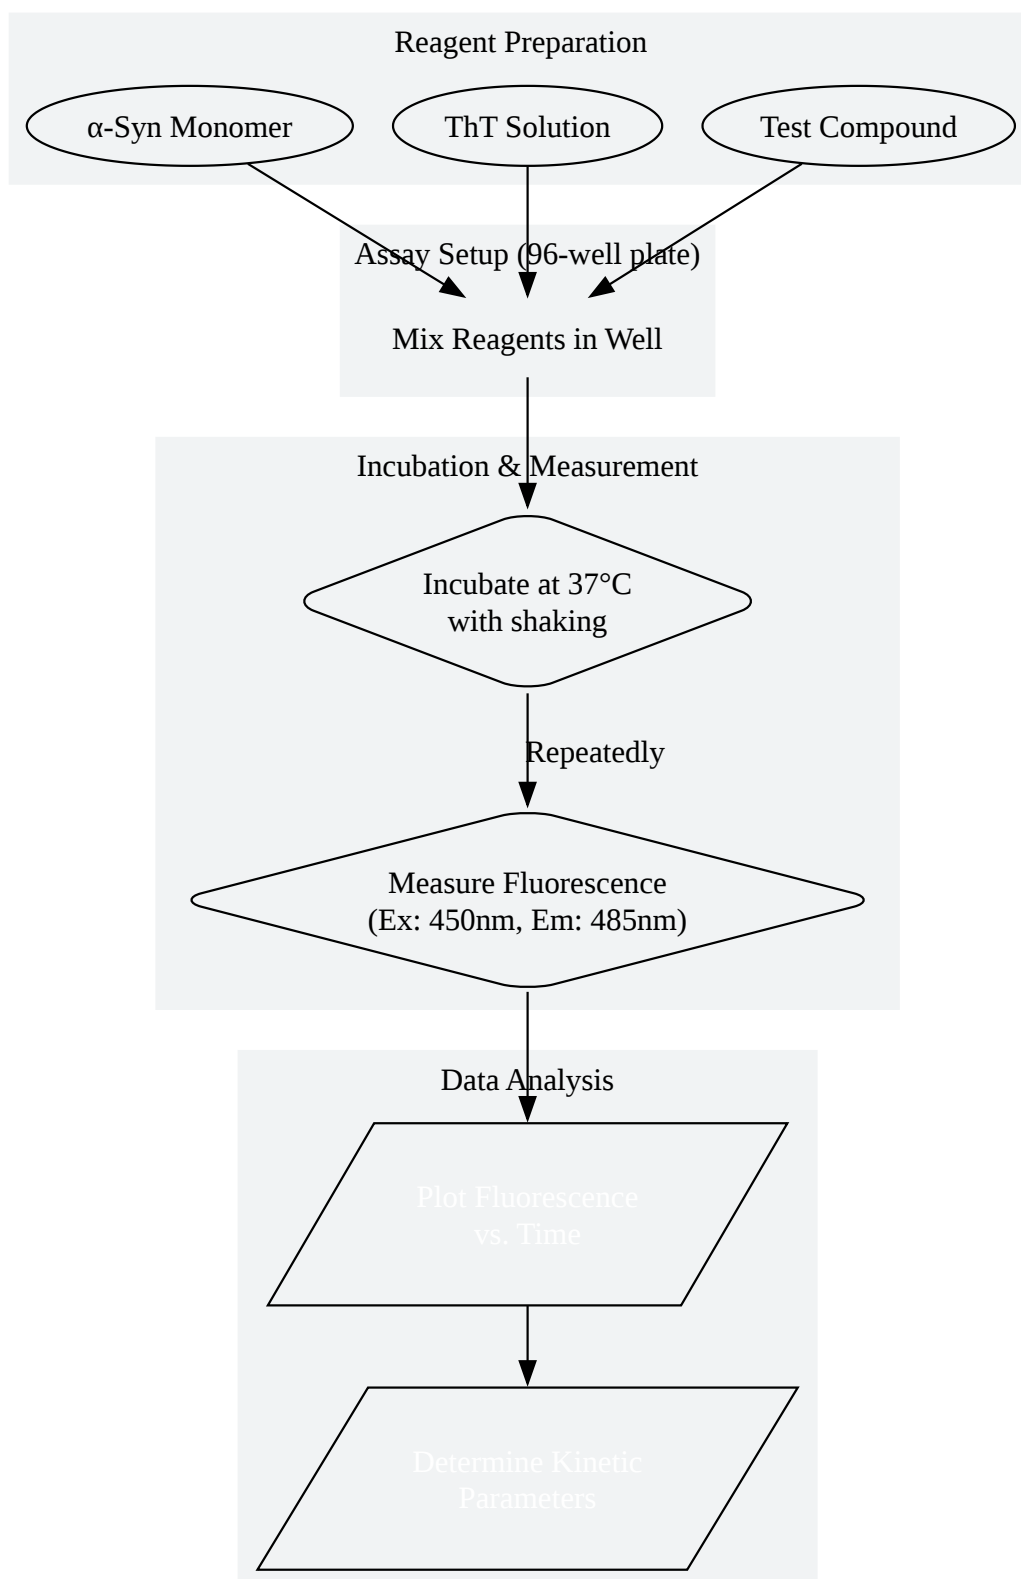 Reagent Preparation
α-Syn Monomer
ThT Solution
Test Compound
Assay Setup (96-well plate)
Mix Reagents in Well
Incubation & Measurement
Incubate at 37°C
with shaking
Repeatedly
Measure Fluorescence
(Ex: 450nm, Em: 485nm)
Data Analysis
Plot Fluorescence
vs. Time
Determine Kinetic
Parameters